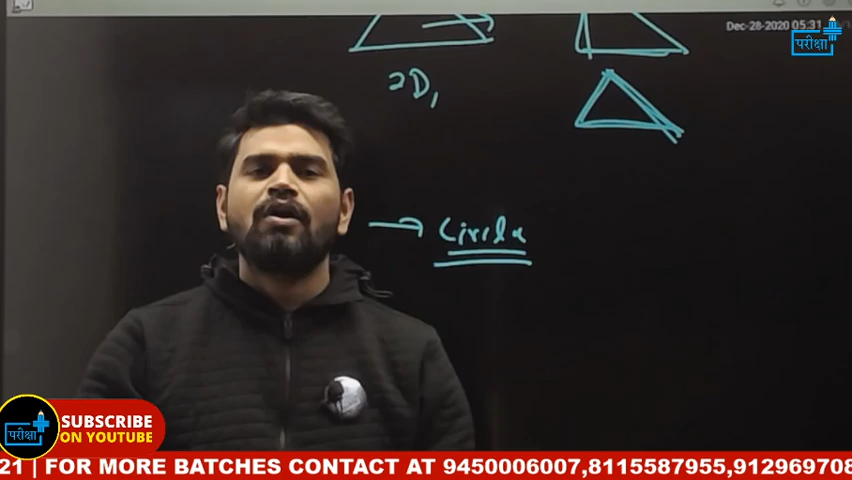 Dec-28-2020 05:31
परीक्षा
2D,
Circle
परीक्षा
SUBSCRIBE
ON YOUTUBE
21 | FOR MORE BATCHES CONTACT AT 9450006007,8115587955,912969708